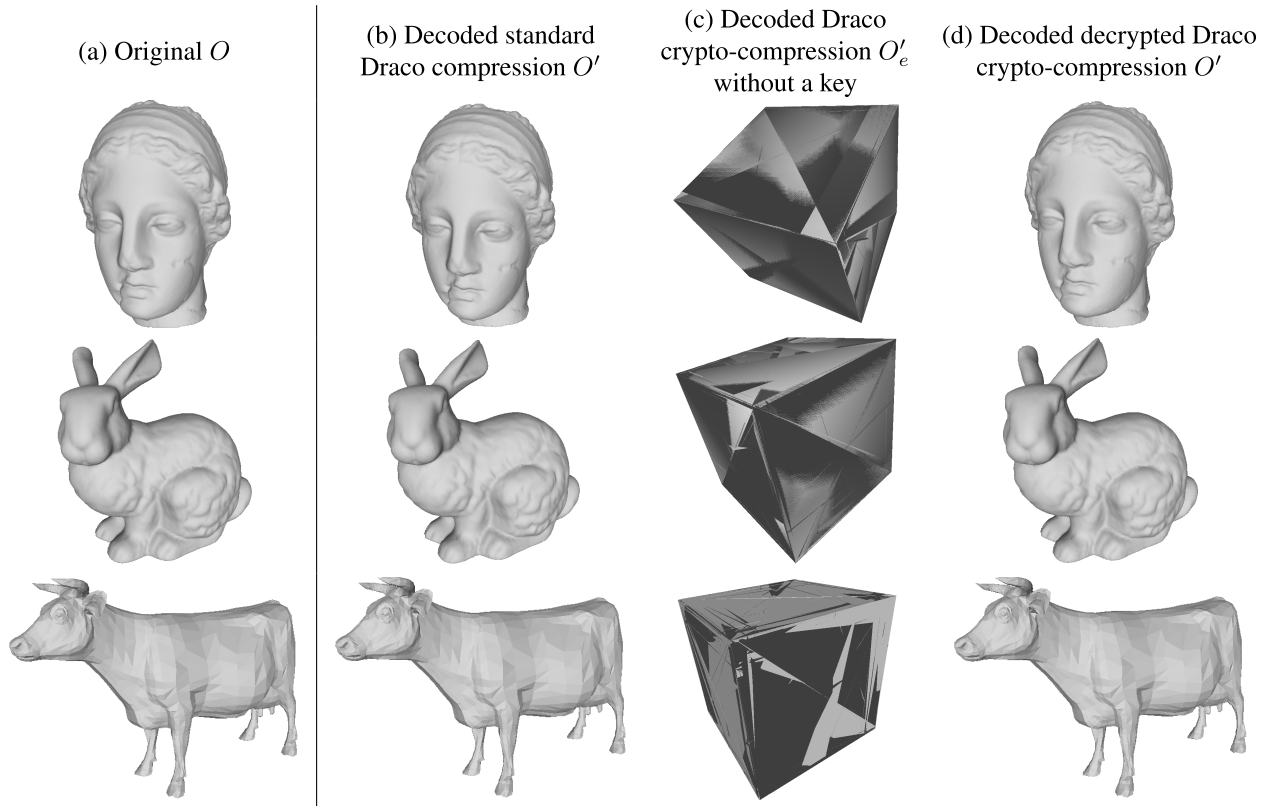 (a) Original O
(b) Decoded standard
Draco compression O′
(c) Decoded Draco
crypto-compression O′ₑ
without a key
(d) Decoded decrypted Draco
crypto-compression O′